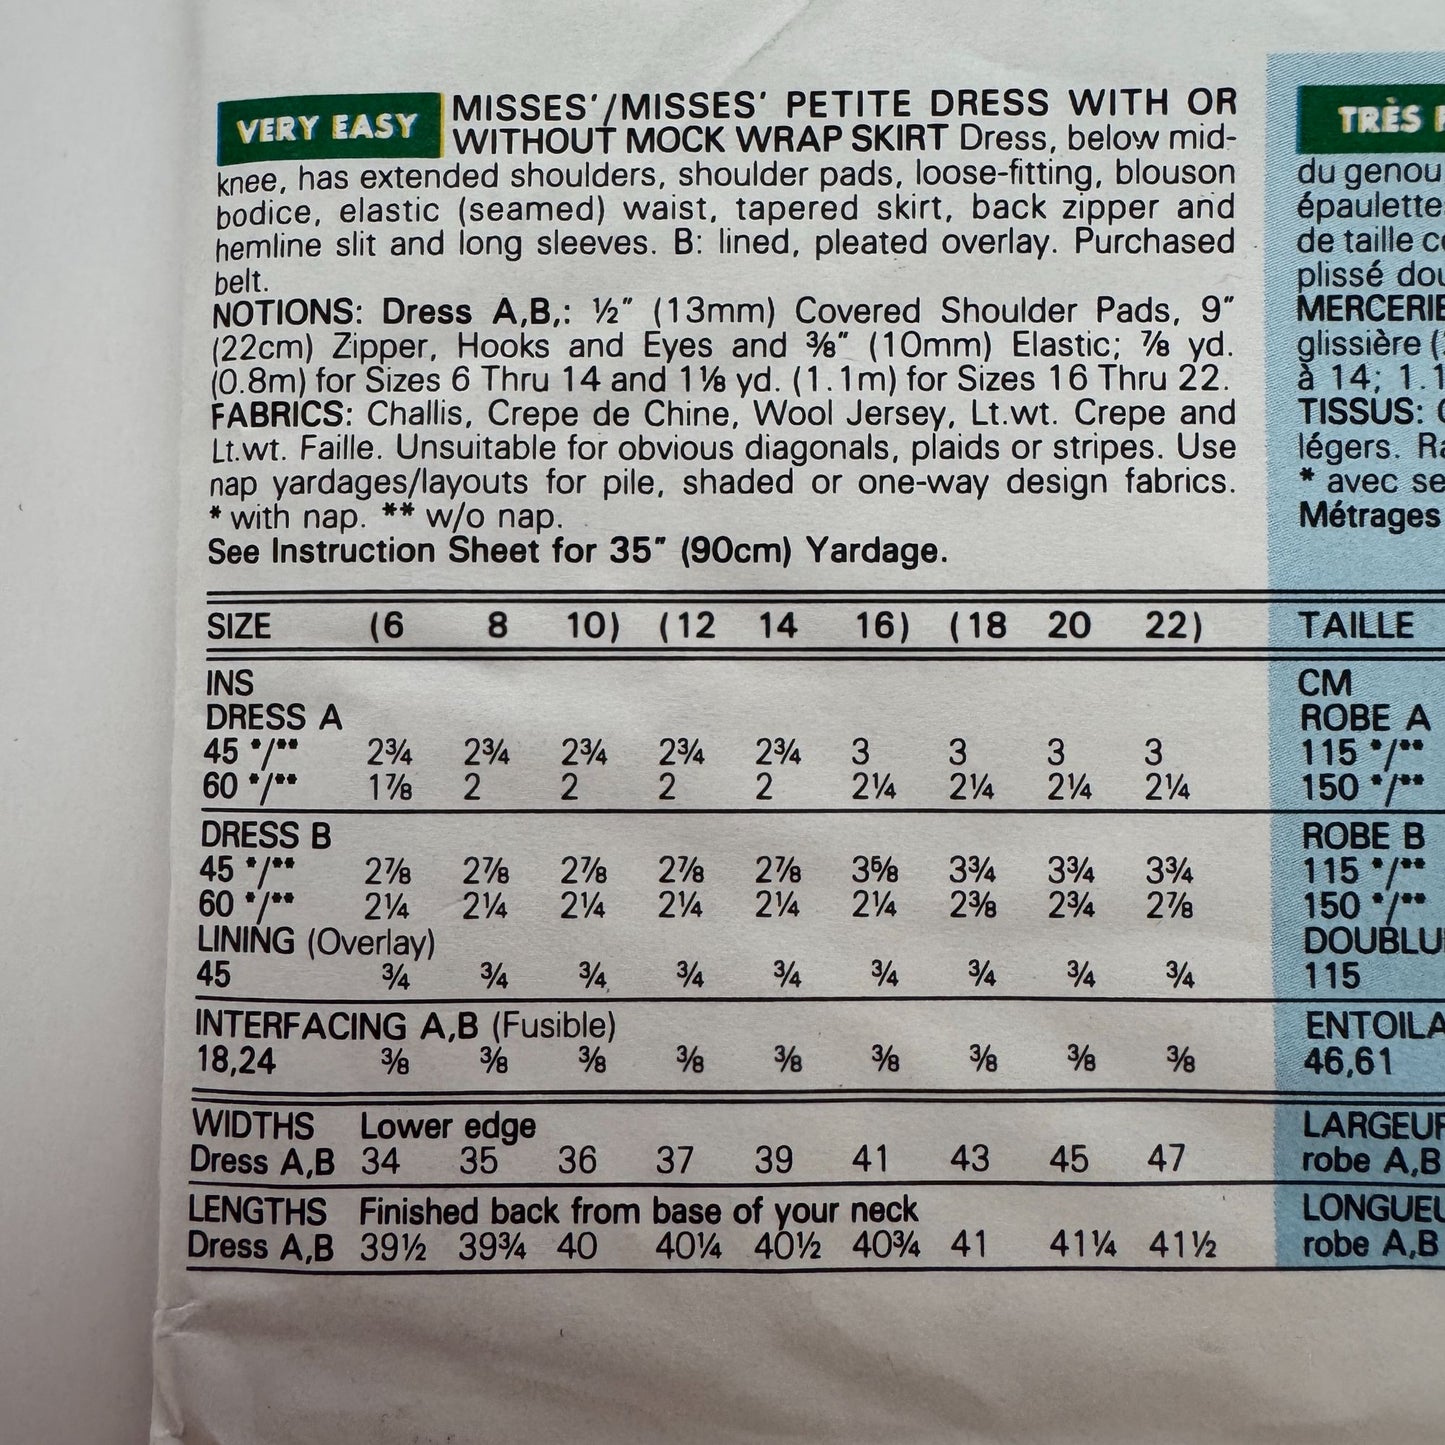 VERY EASY MISSES'/MISSES' PETITE DRESS WITH OR
WITHOUT MOCK WRAP SKIRT Dress, below mid-
knee, has extended shoulders, shoulder pads, loose-fitting, blouson
bodice, elastic (seamed) waist, tapered skirt, back zipper and
hemline slit and long sleeves. B: lined, pleated overlay. Purchased
belt.
NOTIONS: Dress A,B,: ½" (13mm) Covered Shoulder Pads, 9"
(22cm) Zipper, Hooks and Eyes and ⅜" (10mm) Elastic; ⅞ yd.
(0.8m) for Sizes 6 Thru 14 and 1⅛ yd. (1.1m) for Sizes 16 Thru 22.
FABRICS: Challis, Crepe de Chine, Wool Jersey, Lt.wt. Crepe and
Lt.wt. Faille. Unsuitable for obvious diagonals, plaids or stripes. Use
nap yardages/layouts for pile, shaded or one-way design fabrics.
* with nap. ** w/o nap.
See Instruction Sheet for 35" (90cm) Yardage.
SIZE (6 8 10) (12 14 16) (18 20 22)
INS
DRESS A
45 */** 2¾ 2¾ 2¾ 2¾ 2¾ 3 3 3 3
60 */** 1⅞ 2 2 2 2 2¼ 2¼ 2¼ 2¼
DRESS B
45 */** 2⅞ 2⅞ 2⅞ 2⅞ 2⅞ 3⅝ 3¾ 3¾ 3¾
60 */** 2¼ 2¼ 2¼ 2¼ 2¼ 2¼ 2⅜ 2¾ 2⅞
LINING (Overlay)
45 ¾ ¾ ¾ ¾ ¾ ¾ ¾ ¾ ¾
INTERFACING A,B (Fusible)
18,24 ⅜ ⅜ ⅜ ⅜ ⅜ ⅜ ⅜ ⅜ ⅜
WIDTHS Lower edge
Dress A,B 34 35 36 37 39 41 43 45 47
LENGTHS Finished back from base of your neck
Dress A,B 39½ 39¾ 40 40¼ 40½ 40¾ 41 41¼ 41½
TRÈS
du genou
épaulette
de taille
plissé
MERCERIE
glissière
à 14; 1.1
TISSUS:
légers.
* avec se
Métrages
TAILLE
CM
ROBE A
115 */**
150 */**
ROBE B
115 */**
150 */**
DOUBLU
115
ENTOILA
46,61
LARGEUR
robe A,B
LONGUEU
robe A,B